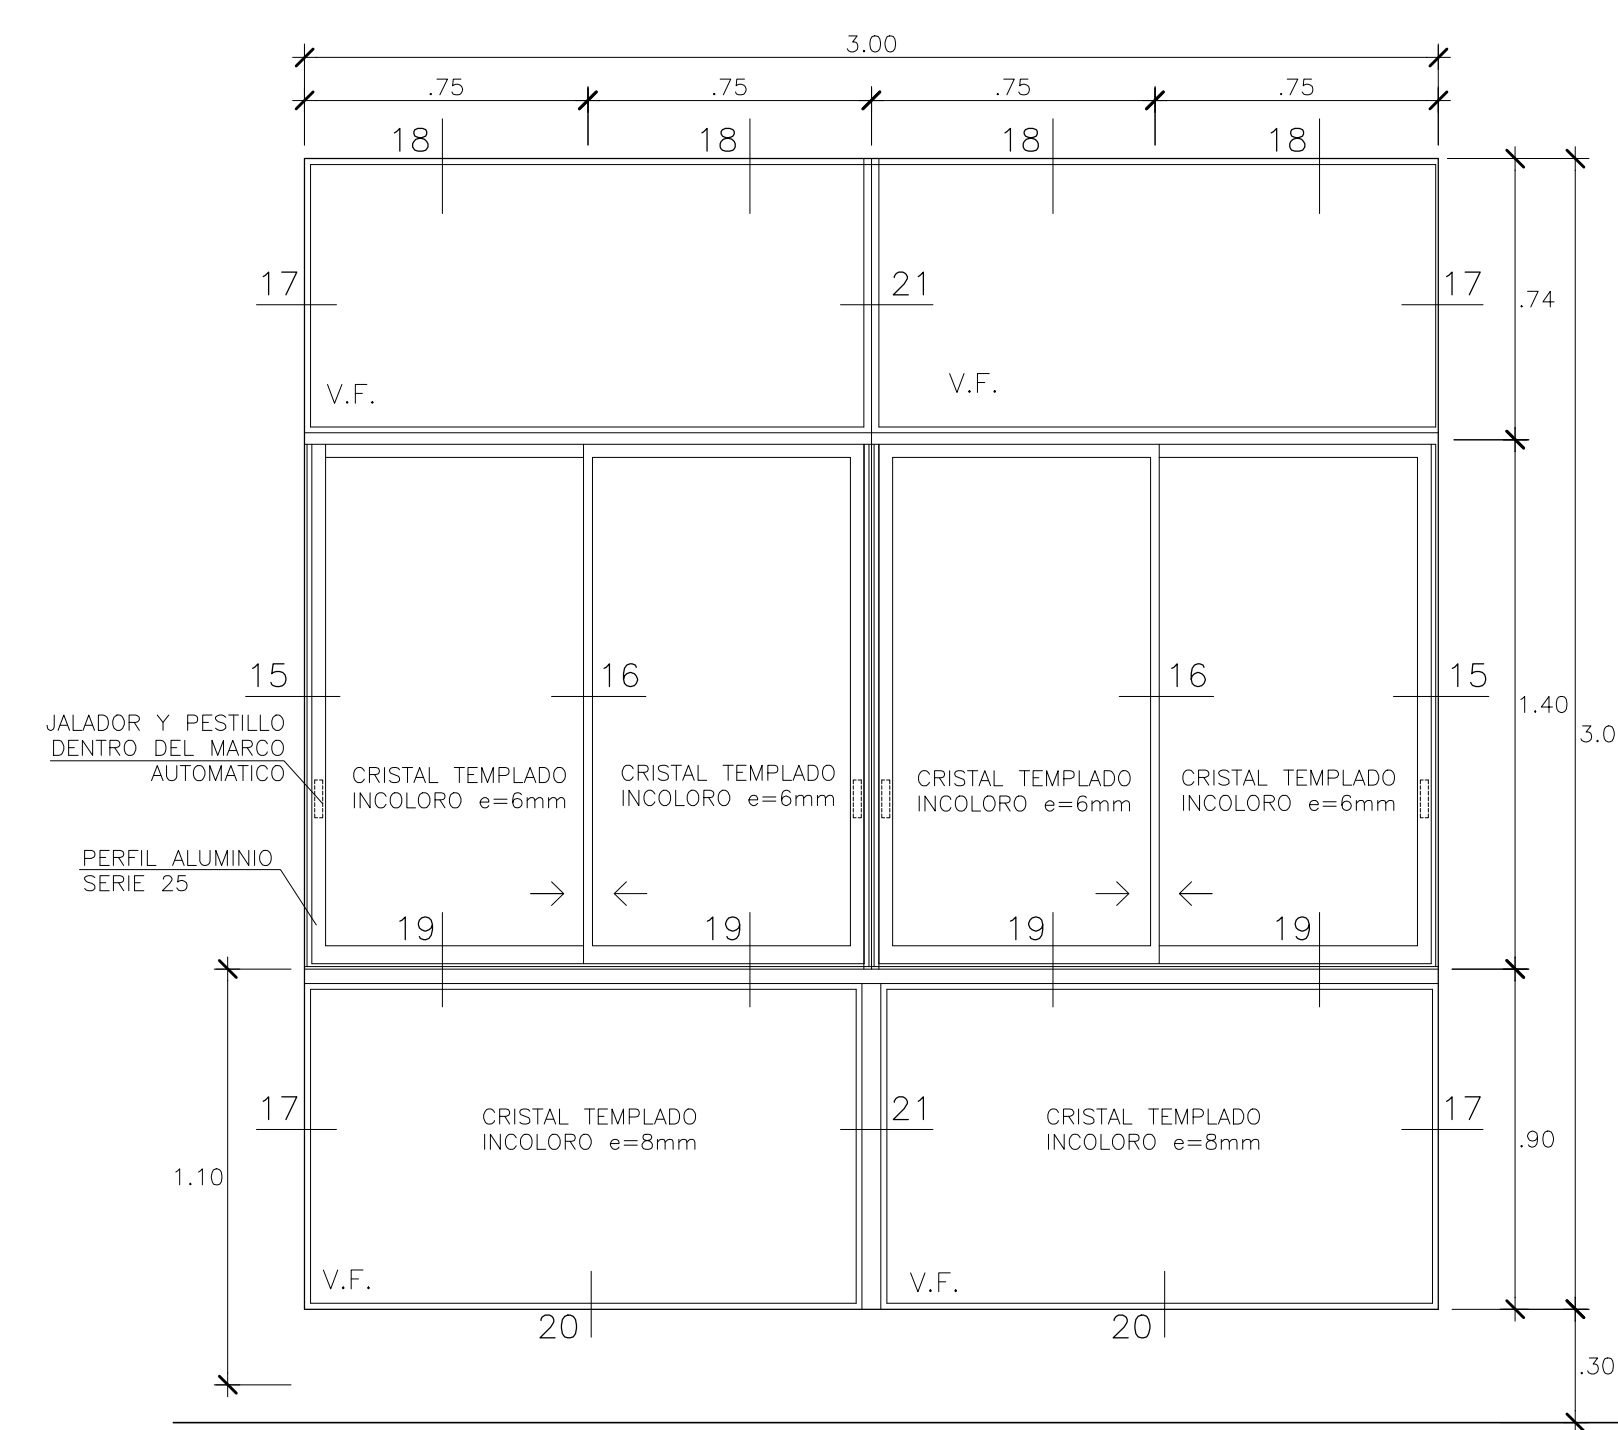 3.00
.75 .75 .75 .75
18 18 18 18
17 21 17
.74
V.F. V.F.
15 16 16 15
1.40
3.0
JALADOR Y PESTILLO
DENTRO DEL MARCO
AUTOMATICO
CRISTAL TEMPLADO
INCOLORO e=6mm
CRISTAL TEMPLADO
INCOLORO e=6mm
CRISTAL TEMPLADO
INCOLORO e=6mm
CRISTAL TEMPLADO
INCOLORO e=6mm
PERFIL ALUMINIO
SERIE 25
19 19 19 19
17 21 17
CRISTAL TEMPLADO
INCOLORO e=8mm
CRISTAL TEMPLADO
INCOLORO e=8mm
.90
1.10
V.F. V.F.
20 20
.30